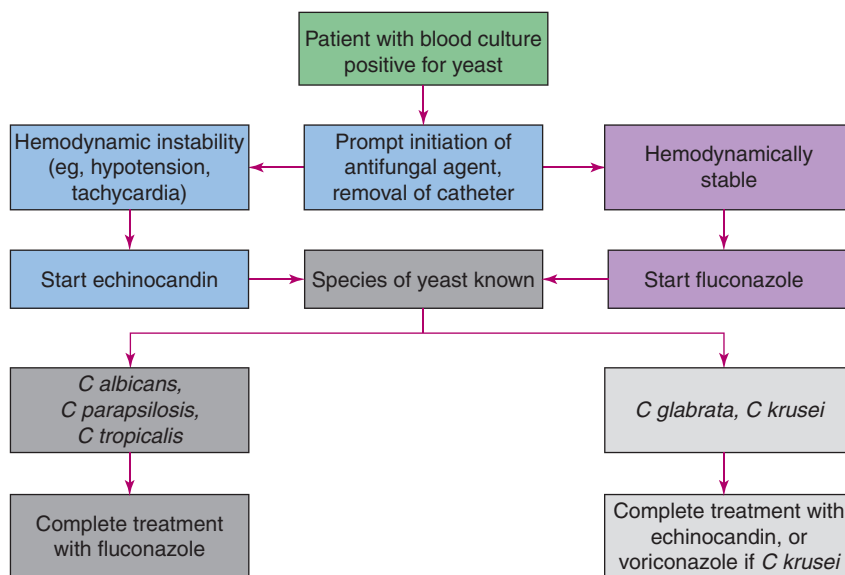 Patient with blood culture
positive for yeast
Hemodynamic instability
(eg, hypotension,
tachycardia)
Prompt initiation of
antifungal agent,
removal of catheter
Hemodynamically
stable
Start echinocandin
Species of yeast known
Start fluconazole
C albicans,
C parapsilosis,
C tropicalis
C glabrata, C krusei
Complete treatment
with fluconazole
Complete treatment with
echinocandin, or
voriconazole if C krusei